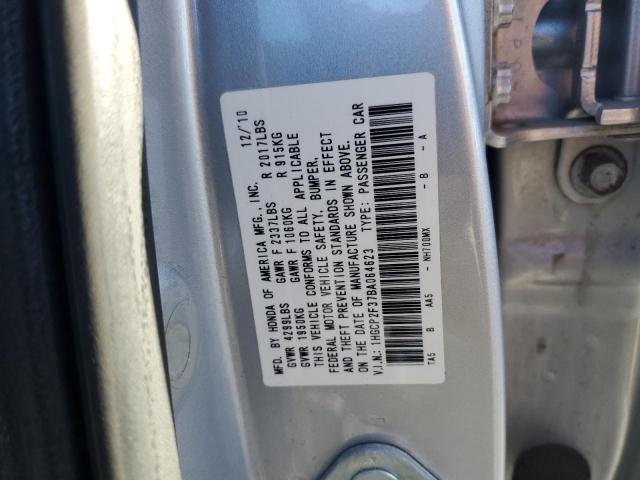 MFD. BY HONDA OF AMERICA MFG., INC. 12/10
GVWR 4299LBS GAWR F 2337LBS R 2017LBS
GVWR 1950KG GAWR F 1060KG R 915KG
THIS VEHICLE CONFORMS TO ALL APPLICABLE
FEDERAL MOTOR VEHICLE SAFETY, BUMPER,
AND THEFT PREVENTION STANDARDS IN EFFECT
ON THE DATE OF MANUFACTURE SHOWN ABOVE.
V.I.N.: 1HGCP2F37BA064623 TYPE: PASSENGER CAR
TA5 B AA5 - NH700MX - B - A